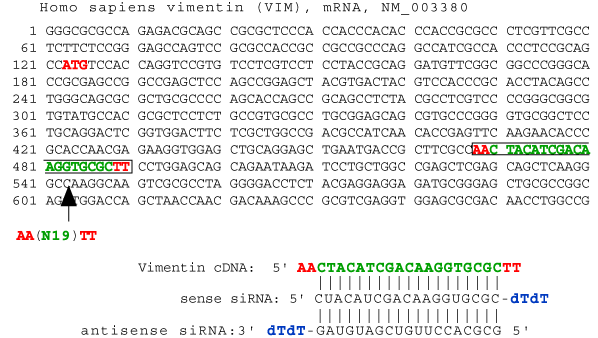 Homo sapiens vimentin (VIM), mRNA, NM_003380
1 GGGCGCGCCA GAGACGCAGC CGCGCTCCCA CCACCCACAC CCACCGCGCC CTCGTTCGCC
61 TCTTCTCCGG GAGCCAGTCC GCGCCACCGC CGCCGCCCAG GCCATCGCCA CCCTCCGCAG
121 CCATGTCCAC CAGGTCCGTG TCCTCGTCCT CCTACCGCAG GATGTTCGGC GGCCCGGGCA
181 CCGCGAGCCG GCCGAGCTCC AGCCGGAGCT ACGTGACTAC GTCCACCCGC ACCTACAGCC
241 TGGGCAGCGC GCTGCGCCCC AGCACCAGCC GCAGCCTCTA CGCCTCGTCC CCGGGCGGCG
301 TGTATGCCAC GCGCTCCTCT GCCGTGCGCC TGCGGAGCAG CGTGCCCGGG GTGCGGCTCC
361 TGCAGGACTC GGTGGACTTC TCGCTGGCCG ACGCCATCAA CACCGAGTTC AAGAACACCC
421 GCACCAACGA GAAGGTGGAG CTGCAGGAGC TGAATGACCG CTTCGCCAAC TACATCGACA
481 AGGTGCGCTT CCTGGAGCAG CAGAATAAGA TCCTGCTGGC CGAGCTCGAG CAGCTCAAGG
541 GCCAAGGCAA GTCGCGCCTA GGGGACCTCT ACGAGGAGGA GATGCGGGAG CTGCGCCGGC
601 AGGTGGACCA GCTAACCAAC GACAAAGCCC GCGTCGAGGT GGAGCGCGAC AACCTGGCCG
AA(N19)TT
Vimentin cDNA: 5' AACTACATCGACAAGGTGCGCTT
sense siRNA: 5' CUACAUCGACAAGGUGCGC-dTdT
antisense siRNA:3' dTdT-GAUGUAGCUGUUCCACGCG 5'